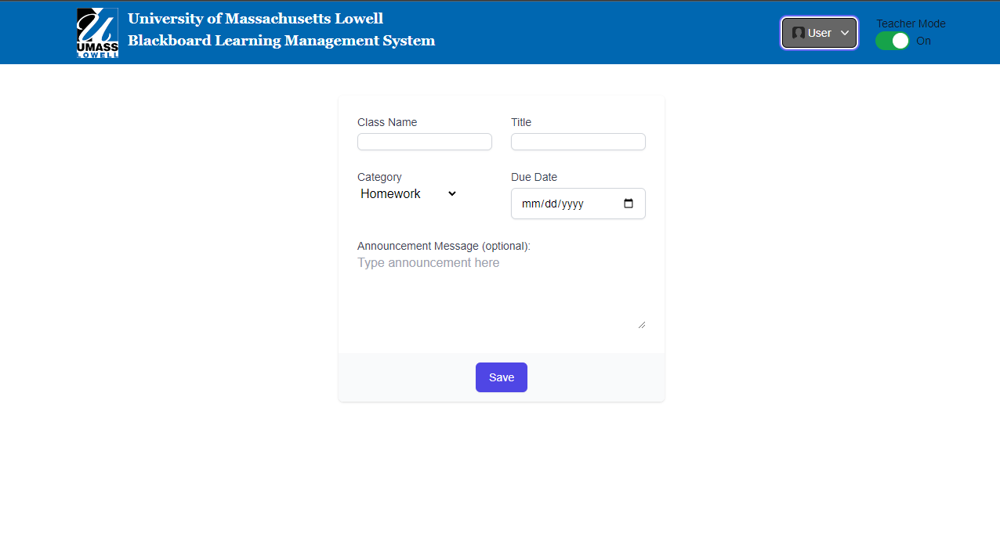 University of Massachusetts Lowell
Blackboard Learning Management System
UMASS
LOWELL
User
Teacher Mode
On
Class Name
Title
Category
Due Date
Homework
mm/dd/yyyy
Announcement Message (optional):
Type announcement here
Save